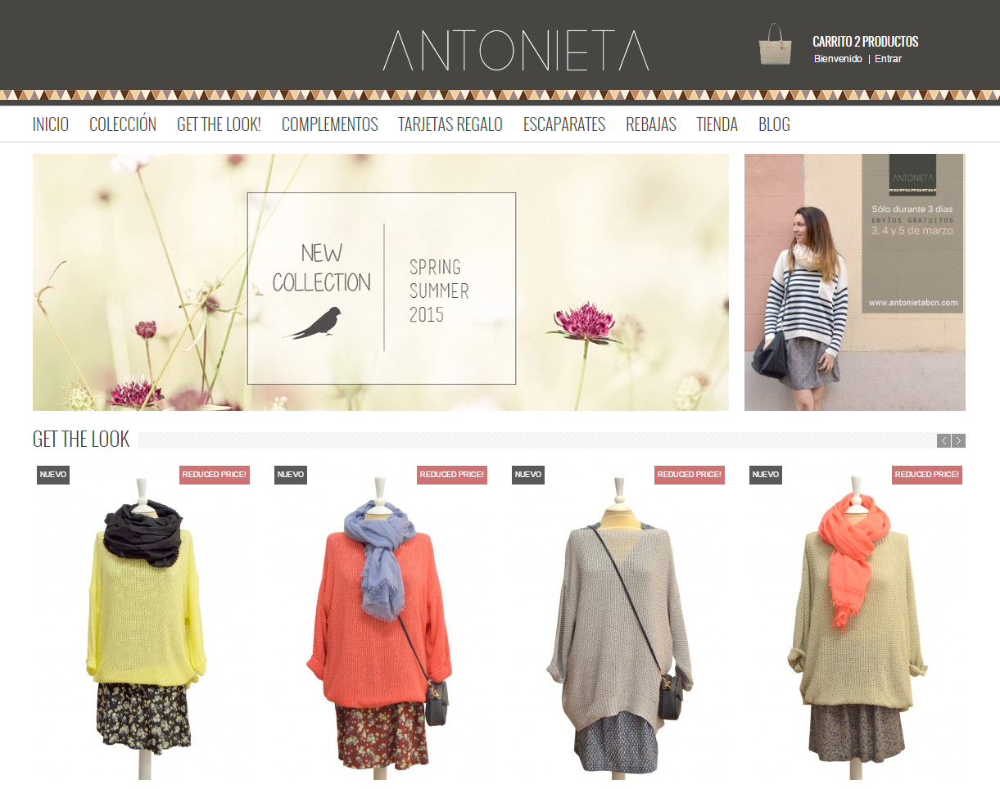 ANTONIETA
CARRITO 2 PRODUCTOS
Bienvenido | Entrar
INICIO COLECCIÓN GET THE LOOK! COMPLEMENTOS TARJETAS REGALO ESCAPARATES REBAJAS TIENDA BLOG
NEW
COLLECTION
SPRING
SUMMER
2015
ANTONIETA
Sólo durante 3 días
ENVÍOS GRATUITOS
3, 4 y 5 de marzo
www.antonietabcn.com
GET THE LOOK
NUEVO REDUCED PRICE! NUEVO REDUCED PRICE! NUEVO REDUCED PRICE! NUEVO REDUCED PRICE!